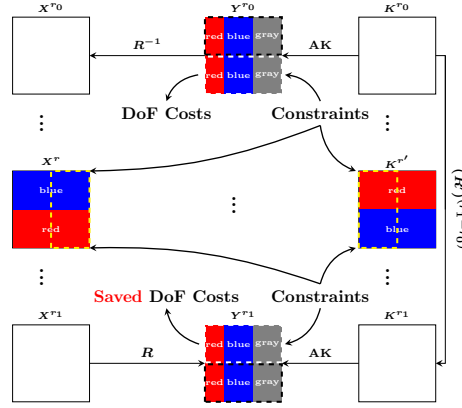 X^{r_0} Y^{r_0} K^{r_0}
R^{-1} red blue gray AK
red blue gray
DoF Costs Constraints
X^r K^{r'}
blue red
red blue
Saved DoF Costs Constraints
X^{r_1} Y^{r_1} K^{r_1}
R red blue gray AK
red blue gray